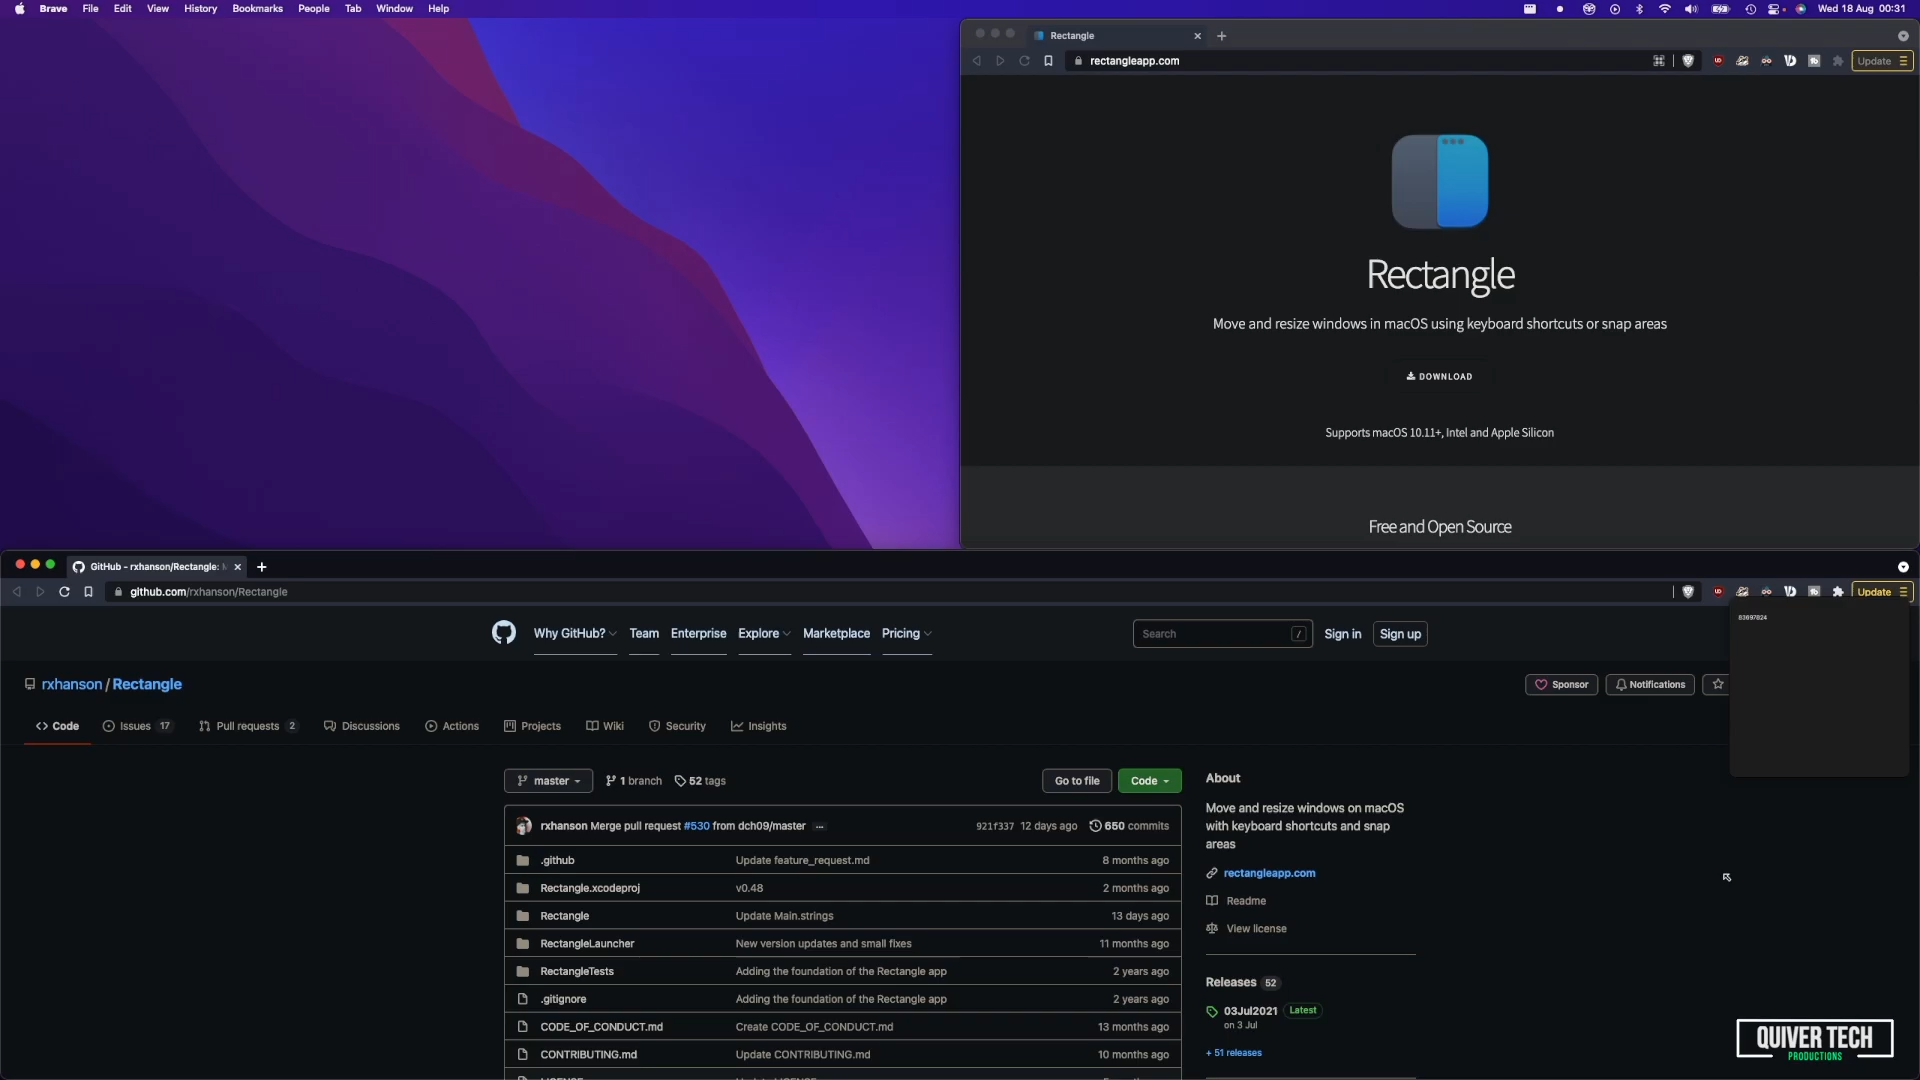 Brave File Edit View History Bookmarks People Tab Window Help Wed 18 Aug 00:31
Rectangle
rectangleapp.com Update
Rectangle
Move and resize windows in macOS using keyboard shortcuts or snap areas
DOWNLOAD
Supports macOS 10.11+, Intel and Apple Silicon
Free and Open Source
GitHub - rxhanson/Rectangle:
github.com/rxhanson/Rectangle Update
83097024
Why GitHub? Team Enterprise Explore Marketplace Pricing Search / Sign in Sign up
rxhanson / Rectangle Sponsor Notifications
Code Issues 17 Pull requests 2 Discussions Actions Projects Wiki Security Insights
master 1 branch 52 tags Go to file Code
rxhanson Merge pull request #530 from dch09/master ... 921f337 12 days ago 650 commits
.github Update feature_request.md 8 months ago
Rectangle.xcodeproj v0.48 2 months ago
Rectangle Update Main.strings 13 days ago
RectangleLauncher New version updates and small fixes 11 months ago
RectangleTests Adding the foundation of the Rectangle app 2 years ago
.gitignore Adding the foundation of the Rectangle app 2 years ago
CODE_OF_CONDUCT.md Create CODE_OF_CONDUCT.md 13 months ago
CONTRIBUTING.md Update CONTRIBUTING.md 10 months ago
About
Move and resize windows on macOS
with keyboard shortcuts and snap
areas
rectangleapp.com
Readme
View license
Releases 52
03Jul2021 Latest
on 3 Jul
+ 51 releases
QUIVER TECH
PRODUCTIONS